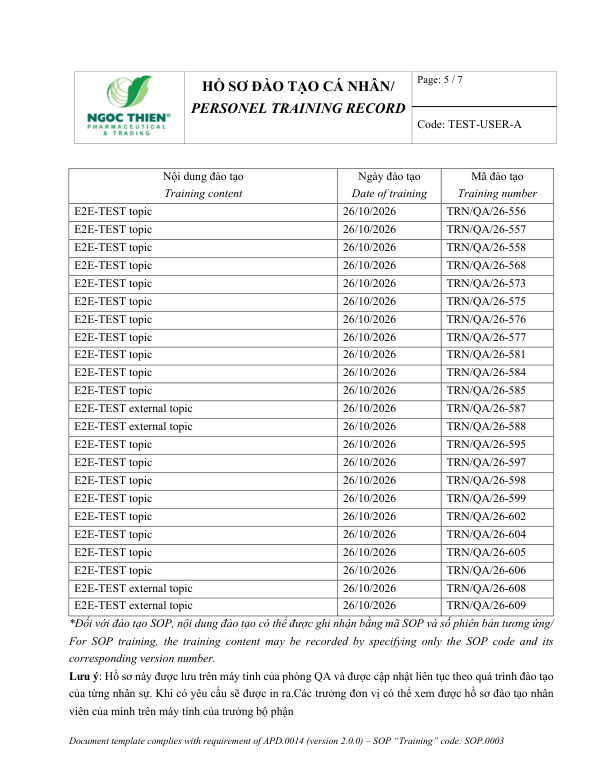 NGOC THIEN
PHARMACEUTICAL
& TRADING
HỒ SƠ ĐÀO TẠO CÁ NHÂN/
PERSONEL TRAINING RECORD
Page: 5 / 7
Code: TEST-USER-A
Nội dung đào tạo Ngày đào tạo Mã đào tạo
Training content Date of training Training number
E2E-TEST topic 26/10/2026 TRN/QA/26-556
E2E-TEST topic 26/10/2026 TRN/QA/26-557
E2E-TEST topic 26/10/2026 TRN/QA/26-558
E2E-TEST topic 26/10/2026 TRN/QA/26-568
E2E-TEST topic 26/10/2026 TRN/QA/26-573
E2E-TEST topic 26/10/2026 TRN/QA/26-575
E2E-TEST topic 26/10/2026 TRN/QA/26-576
E2E-TEST topic 26/10/2026 TRN/QA/26-577
E2E-TEST topic 26/10/2026 TRN/QA/26-581
E2E-TEST topic 26/10/2026 TRN/QA/26-584
E2E-TEST topic 26/10/2026 TRN/QA/26-585
E2E-TEST external topic 26/10/2026 TRN/QA/26-587
E2E-TEST external topic 26/10/2026 TRN/QA/26-588
E2E-TEST topic 26/10/2026 TRN/QA/26-595
E2E-TEST topic 26/10/2026 TRN/QA/26-597
E2E-TEST topic 26/10/2026 TRN/QA/26-598
E2E-TEST topic 26/10/2026 TRN/QA/26-599
E2E-TEST topic 26/10/2026 TRN/QA/26-602
E2E-TEST topic 26/10/2026 TRN/QA/26-604
E2E-TEST topic 26/10/2026 TRN/QA/26-605
E2E-TEST topic 26/10/2026 TRN/QA/26-606
E2E-TEST external topic 26/10/2026 TRN/QA/26-608
E2E-TEST external topic 26/10/2026 TRN/QA/26-609
*Đối với đào tạo SOP, nội dung đào tạo có thể được ghi nhận bằng mã SOP và số phiên bản tương ứng/
For SOP training, the training content may be recorded by specifying only the SOP code and its
corresponding version number.
Lưu ý: Hồ sơ này được lưu trên máy tính của phòng QA và được cập nhật liên tục theo quá trình đào tạo
của từng nhân sự. Khi có yêu cầu sẽ được in ra.Các trưởng đơn vị có thể xem được hồ sơ đào tạo nhân
viên của mình trên máy tính của trưởng bộ phận
Document template complies with requirement of APD.0014 (version 2.0.0) – SOP “Training” code: SOP.0003